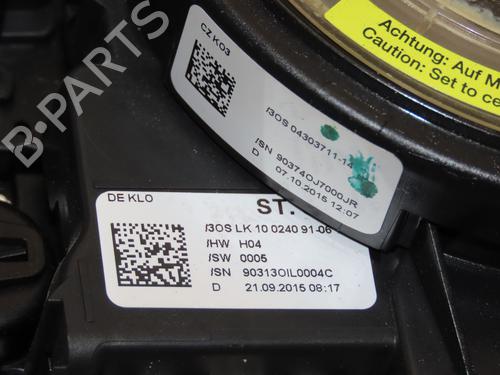 Achtung: Auf M
Caution: Set to ce
CZ KO3
/3OS 04303711-14
/SN 90374OJ7000JR
D 07.10.2015 12:07
DE KLO
ST.
/3OS LK 10 0240 91-06
/HW H04
/SW 0005
/SN 90313OIL0004C
D 21.09.2015 08:17
B-PARTS